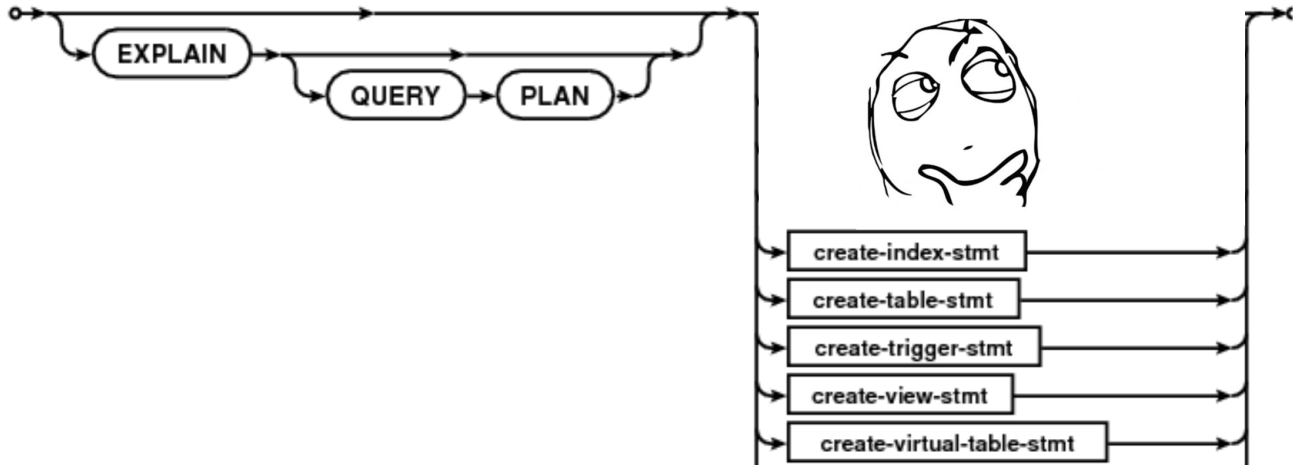 EXPLAIN
QUERY PLAN
create-index-stmt
create-table-stmt
create-trigger-stmt
create-view-stmt
create-virtual-table-stmt